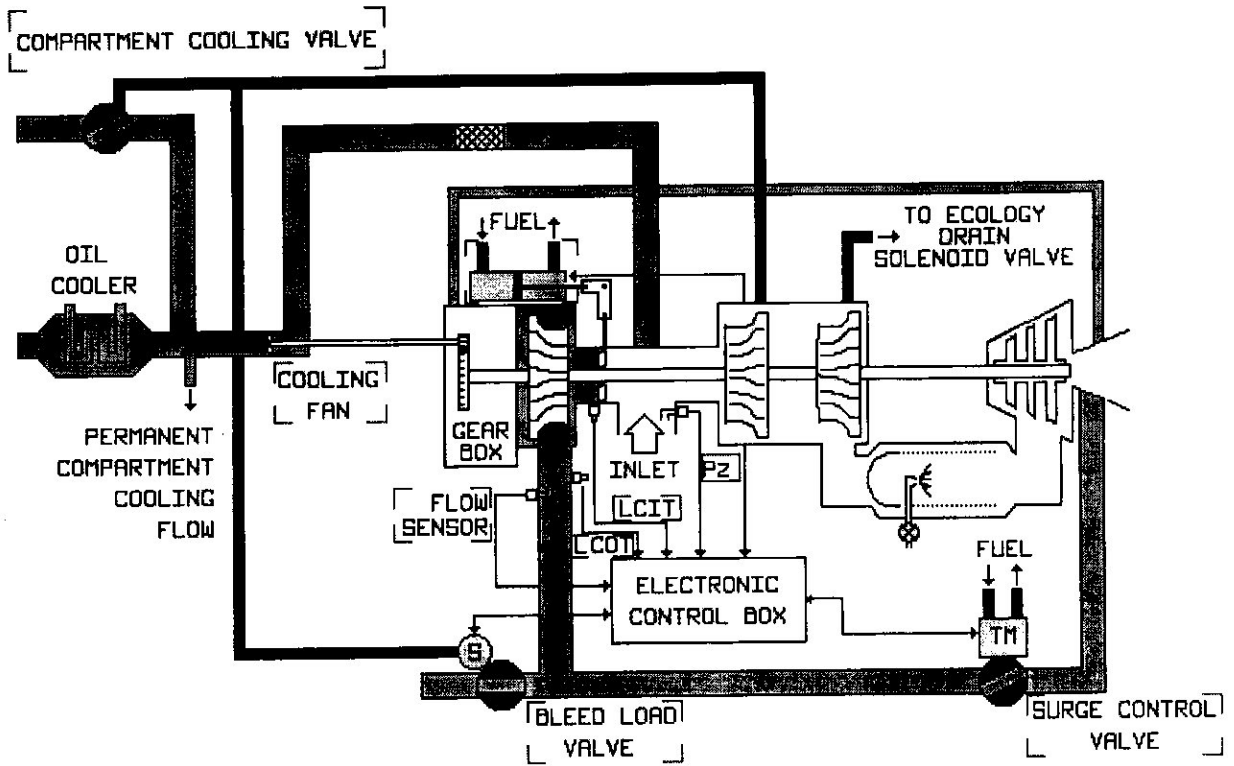 COMPARTMENT COOLING VALVE
FUEL
TO ECOLOGY
DRAIN
SOLENOID VALVE
OIL
COOLER
COOLING
FAN
GEAR
BOX
INLET
PZ
PERMANENT
COMPARTMENT
COOLING
FLOW
FLOW
SENSOR
LCIT
LCOT
ELECTRONIC
CONTROL BOX
FUEL
TM
S
BLEED LOAD
VALVE
SURGE CONTROL
VALVE